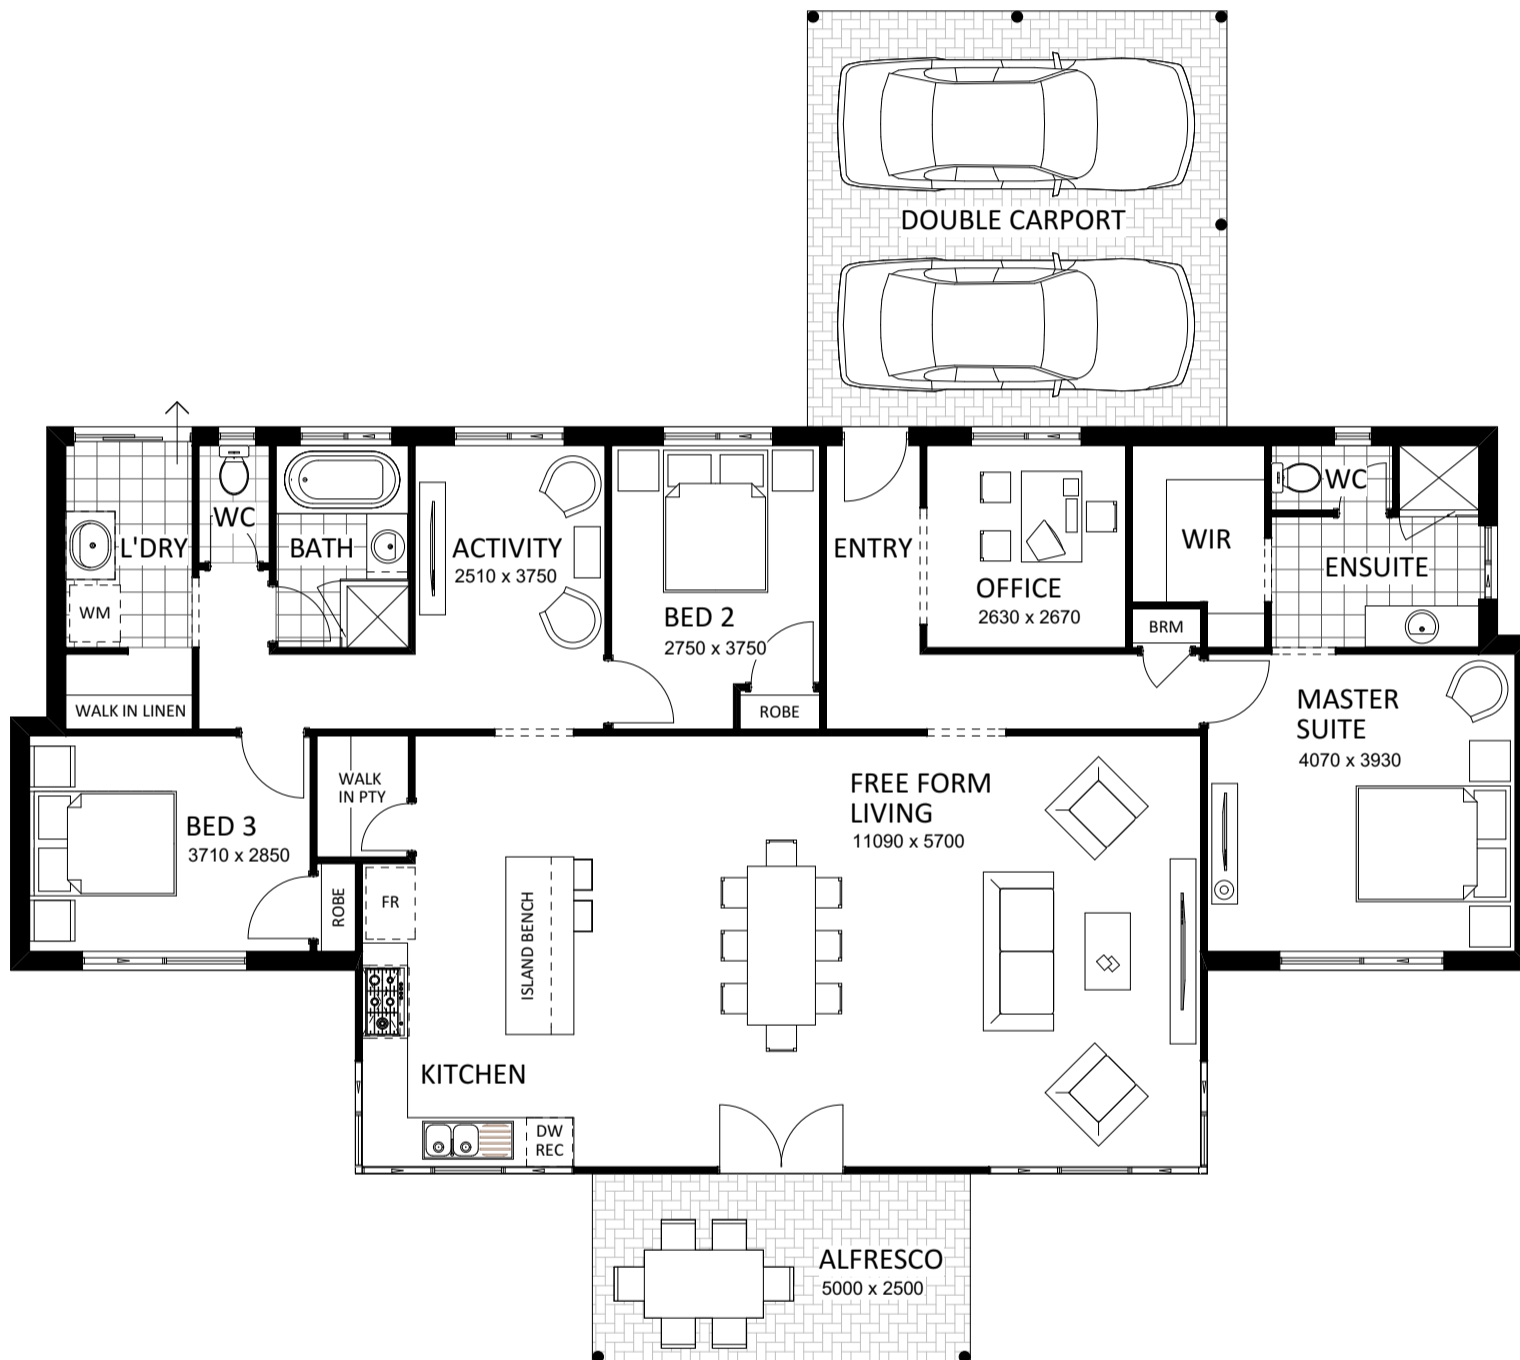 DOUBLE CARPORT
L'DRY
WM
WC
BATH
ACTIVITY
2510 x 3750
BED 2
2750 x 3750
ROBE
ENTRY
OFFICE
2630 x 2670
WIR
BRM
WC
ENSUITE
WALK IN LINEN
MASTER
SUITE
4070 x 3930
BED 3
3710 x 2850
ROBE
WALK
IN PTY
FR
ISLAND BENCH
FREE FORM
LIVING
11090 x 5700
KITCHEN
DW
REC
ALFRESCO
5000 x 2500